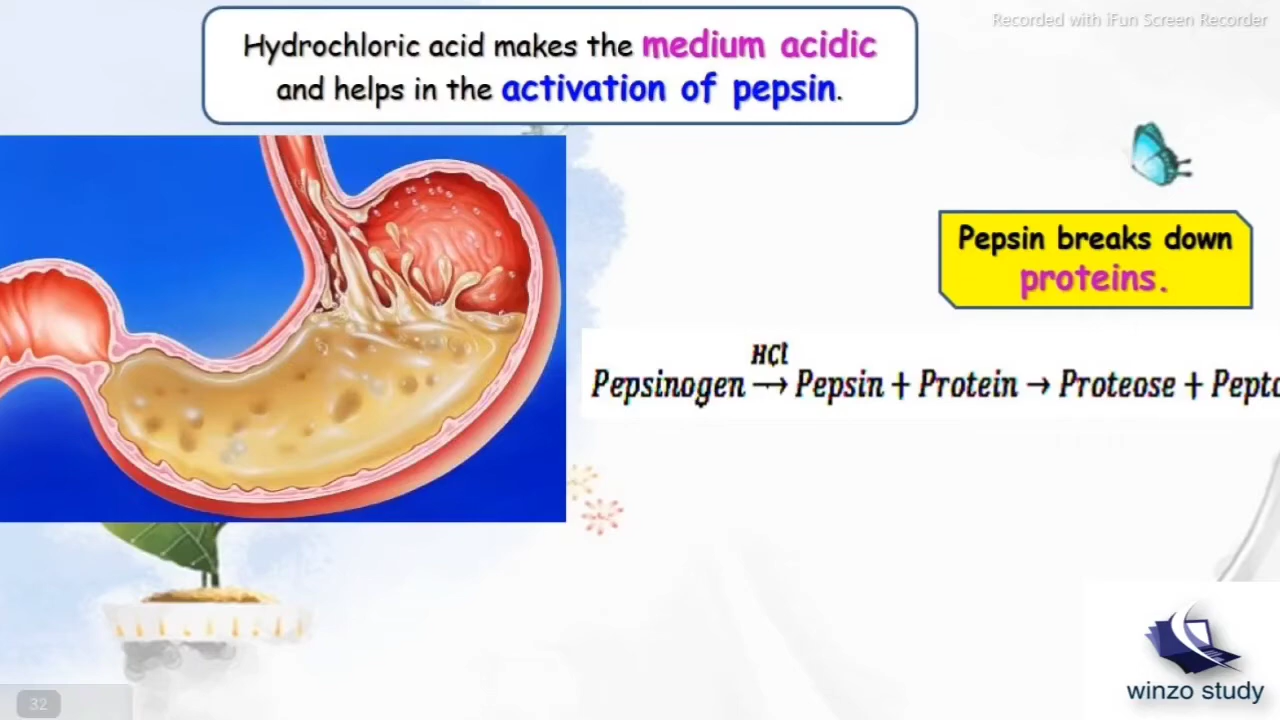 Recorded with iFun Screen Recorder
Hydrochloric acid makes the medium acidic
and helps in the activation of pepsin.
Pepsin breaks down
proteins.
HCl
Pepsinogen → Pepsin + Protein → Proteose + Pepto
winzo study
32